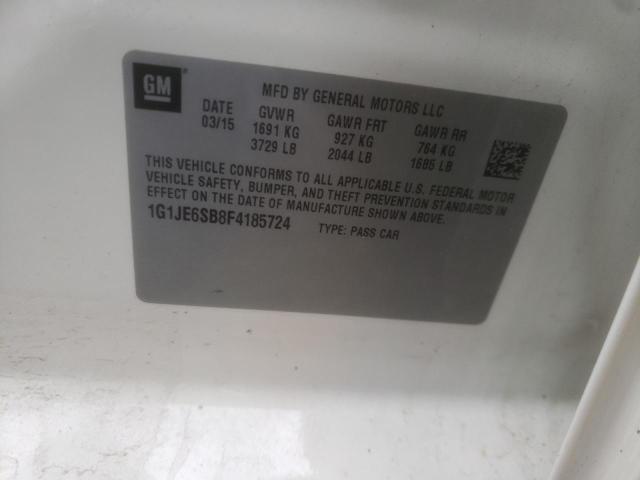 GM
MFD BY GENERAL MOTORS LLC
DATE GVWR GAWR FRT GAWR RR
03/15 1691 KG 927 KG 764 KG
3729 LB 2044 LB 1685 LB
THIS VEHICLE CONFORMS TO ALL APPLICABLE U.S. FEDERAL MOTOR
VEHICLE SAFETY, BUMPER, AND THEFT PREVENTION STANDARDS IN
EFFECT ON THE DATE OF MANUFACTURE SHOWN ABOVE.
1G1JE6SB8F4185724 TYPE: PASS CAR